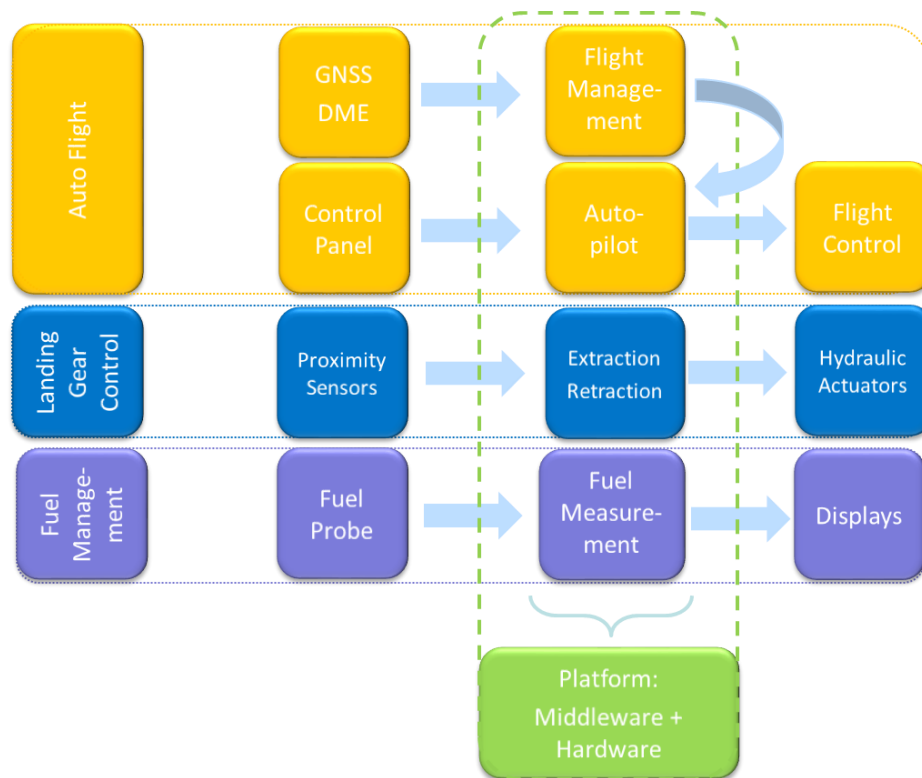 Auto Flight
GNSS
DME
Flight
Manage-
ment
Control
Panel
Auto-
pilot
Flight
Control
Landing
Gear
Control
Proximity
Sensors
Extraction
Retraction
Hydraulic
Actuators
Fuel
Manage-
ment
Fuel
Probe
Fuel
Measure-
ment
Displays
Platform:
Middleware +
Hardware